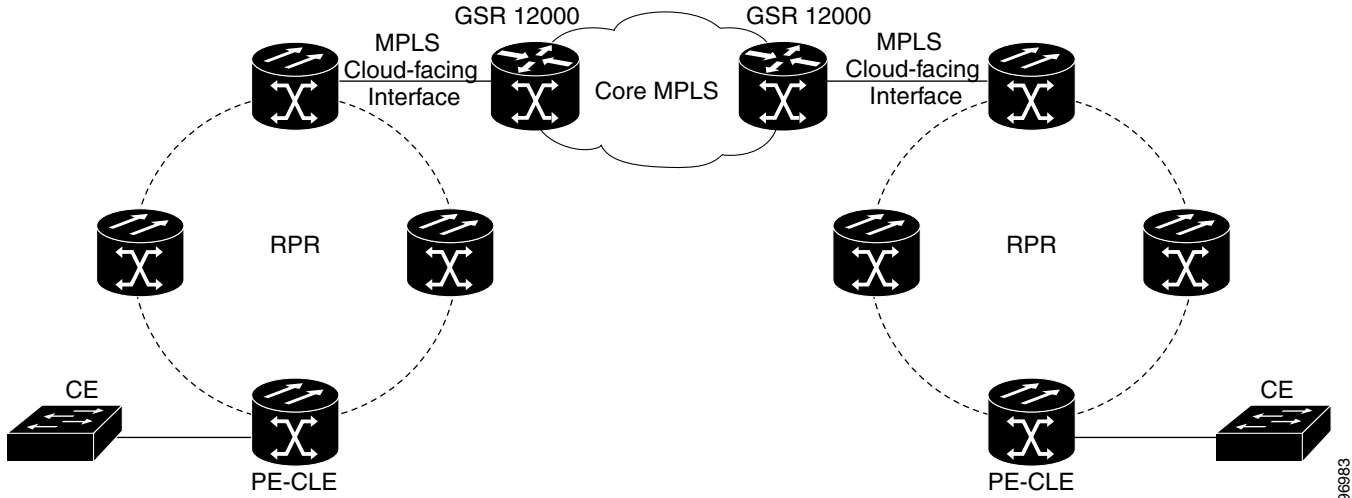 GSR 12000
GSR 12000
MPLS
Cloud-facing
Interface
Core MPLS
MPLS
Cloud-facing
Interface
RPR
RPR
CE
CE
PE-CLE
PE-CLE
96983